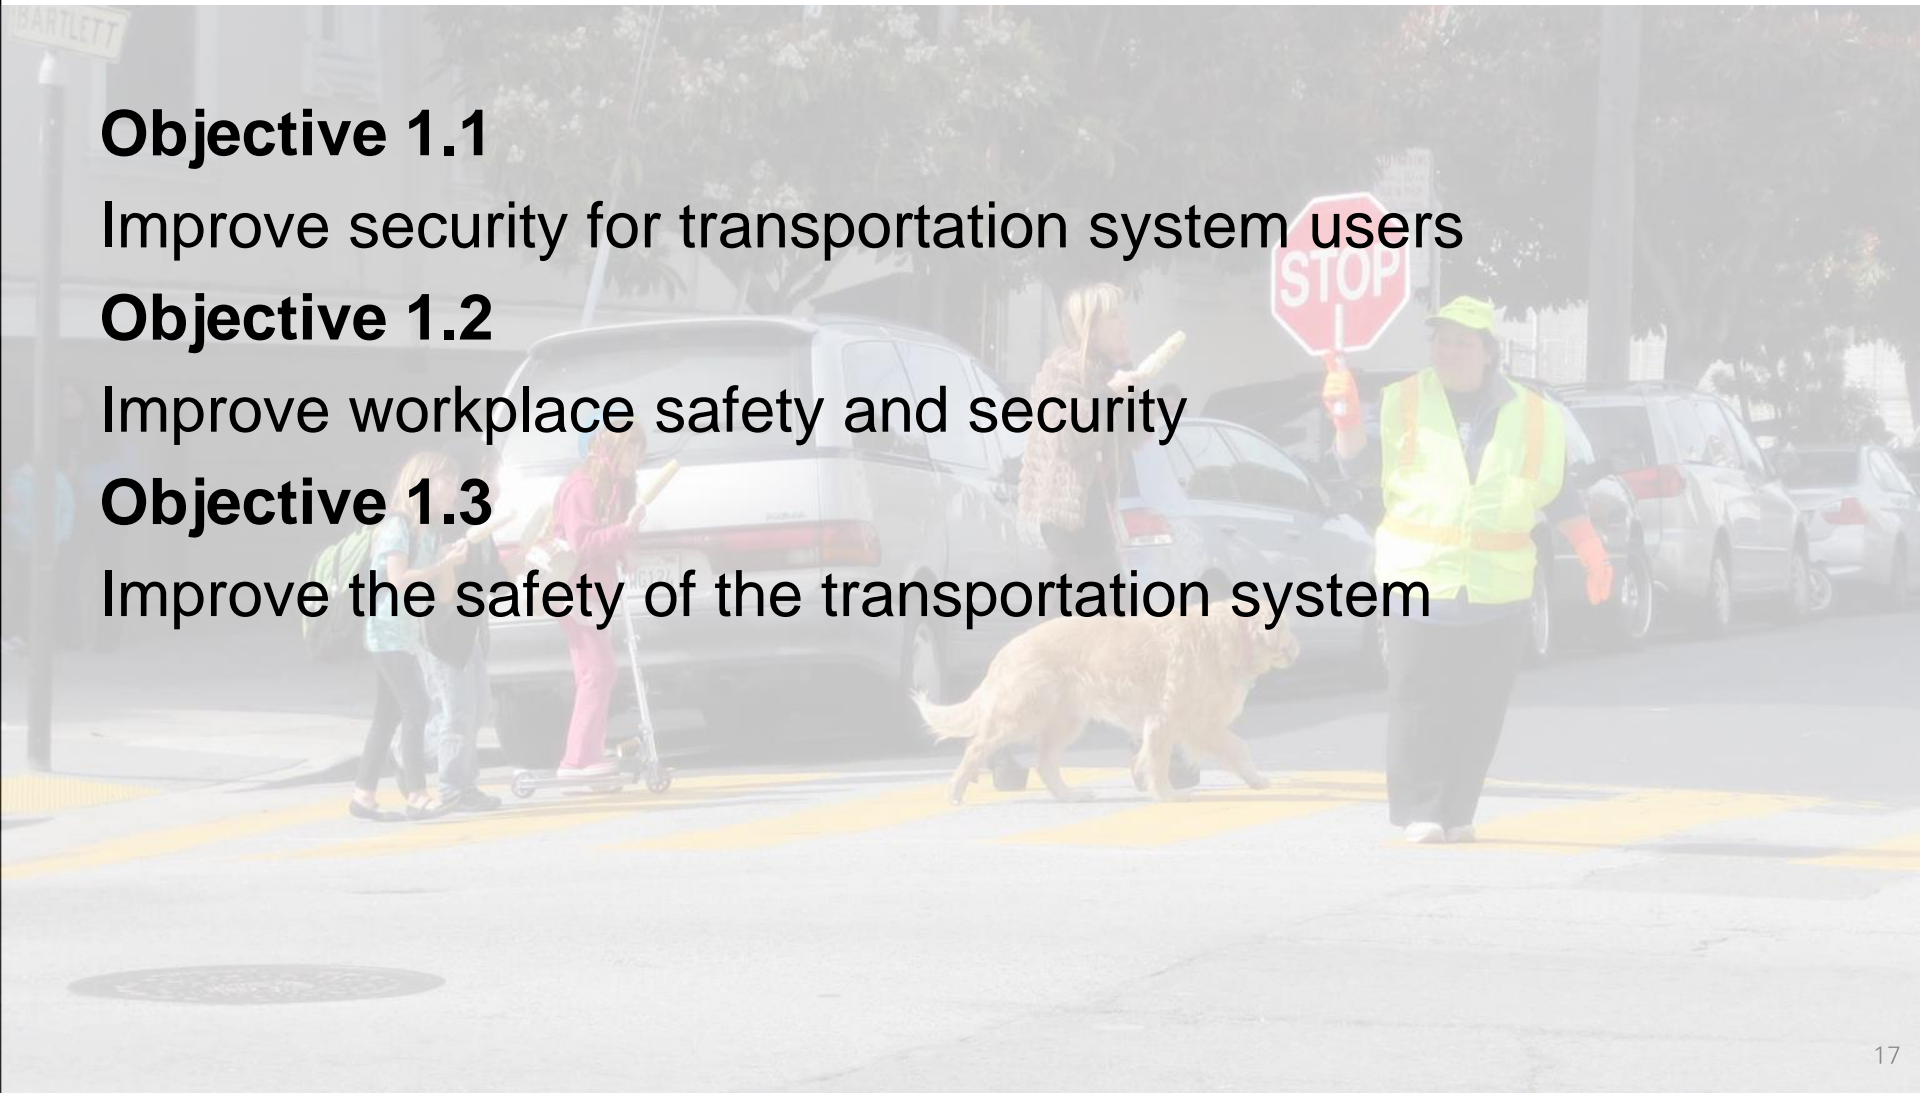 BARTLETT
Objective 1.1
Improve security for transportation system users
STOP
Objective 1.2
Improve workplace safety and security
Objective 1.3
Improve the safety of the transportation system
17